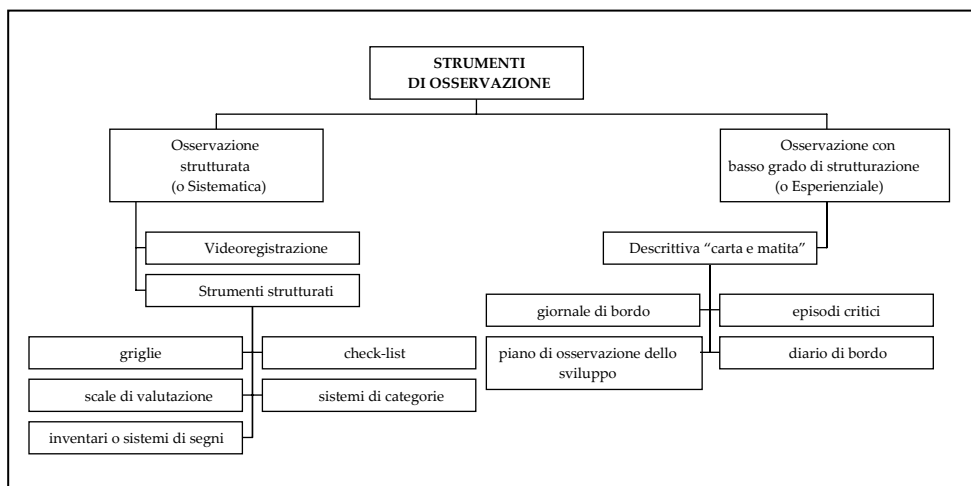 STRUMENTI
DI OSSERVAZIONE
Osservazione
strutturata
(o Sistematica)
Osservazione con
basso grado di strutturazione
(o Esperienziale)
Videoregistrazione
Strumenti strutturati
Descrittiva “carta e matita”
griglie
check-list
scale di valutazione
sistemi di categorie
inventari o sistemi di segni
giornale di bordo
episodi critici
piano di osservazione dello
sviluppo
diario di bordo